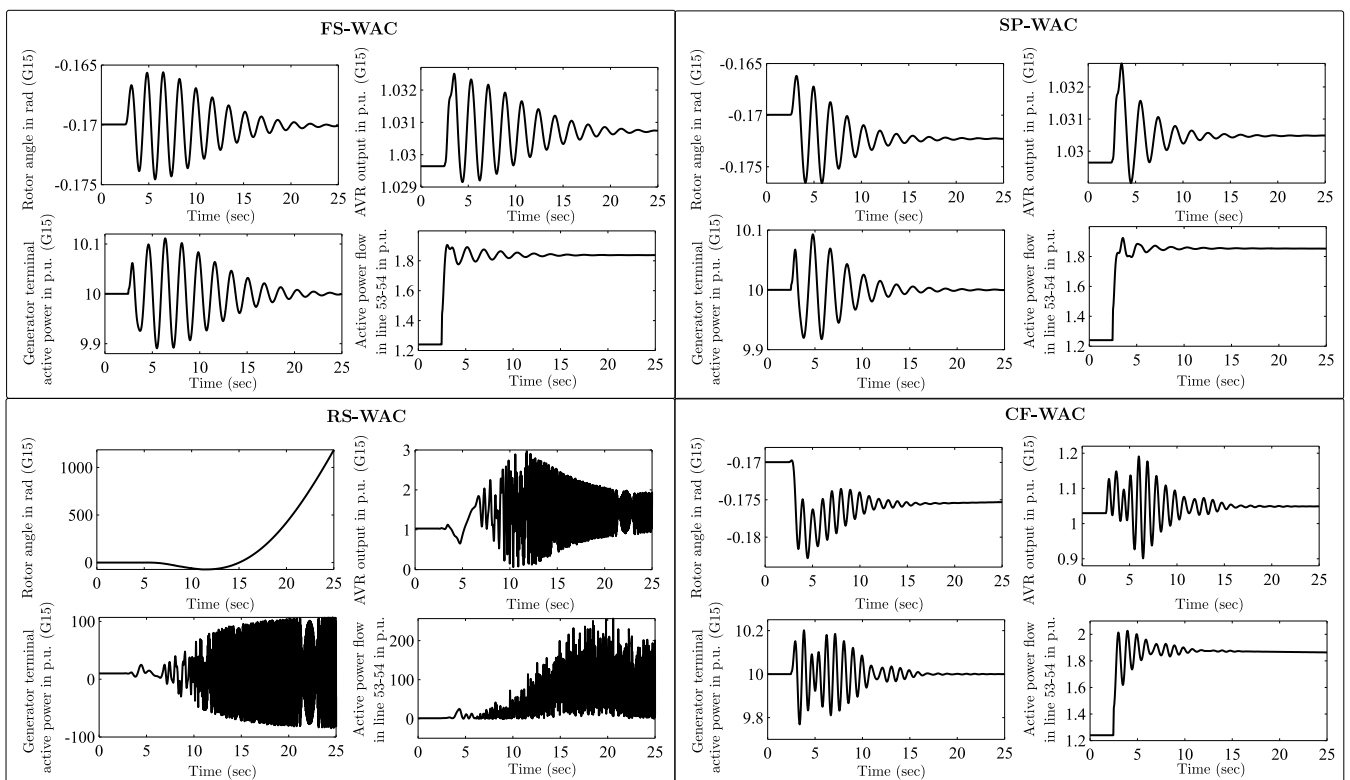 FS-WAC
Rotor angle in rad (G15)
-0.165
-0.17
-0.175
0 5 10 15 20 25
Time (sec)
AVR output in p.u. (G15)
1.032
1.031
1.03
1.029
0 5 10 15 20 25
Time (sec)
Generator terminal
active power in p.u. (G15)
10.1
10
9.9
0 5 10 15 20 25
Time (sec)
Active power flow
in line 53-54 in p.u.
1.8
1.6
1.4
1.2
0 5 10 15 20 25
Time (sec)
SP-WAC
Rotor angle in rad (G15)
-0.165
-0.17
-0.175
0 5 10 15 20 25
Time (sec)
AVR output in p.u. (G15)
1.032
1.031
1.03
0 5 10 15 20 25
Time (sec)
Generator terminal
active power in p.u. (G15)
10.1
10
9.9
0 5 10 15 20 25
Time (sec)
Active power flow
in line 53-54 in p.u.
1.8
1.6
1.4
1.2
0 5 10 15 20 25
Time (sec)
RS-WAC
Rotor angle in rad (G15)
1000
500
0
0 5 10 15 20 25
Time (sec)
AVR output in p.u. (G15)
3
2
1
0
0 5 10 15 20 25
Time (sec)
Generator terminal
active power in p.u. (G15)
100
0
-100
0 5 10 15 20 25
Time (sec)
Active power flow
in line 53-54 in p.u.
200
100
0
0 5 10 15 20 25
Time (sec)
CF-WAC
Rotor angle in rad (G15)
-0.17
-0.175
-0.18
0 5 10 15 20 25
Time (sec)
AVR output in p.u. (G15)
1.2
1.1
1
0.9
0 5 10 15 20 25
Time (sec)
Generator terminal
active power in p.u. (G15)
10.2
10
9.8
0 5 10 15 20 25
Time (sec)
Active power flow
in line 53-54 in p.u.
2
1.8
1.6
1.4
1.2
0 5 10 15 20 25
Time (sec)